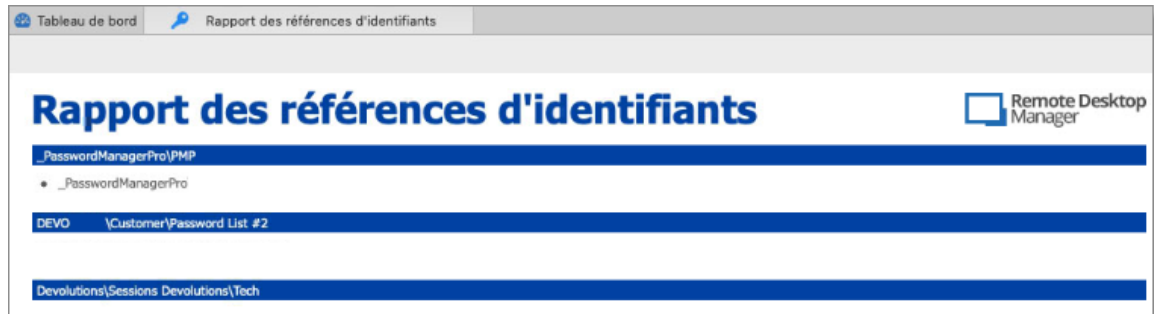 Tableau de bord
Rapport des références d'identifiants
Rapport des références d'identifiants
Remote Desktop
Manager
_PasswordManagerPro\PMP
_PasswordManagerPro
DEVO \Customer\Password List #2
Devolutions\Sessions Devolutions\Tech